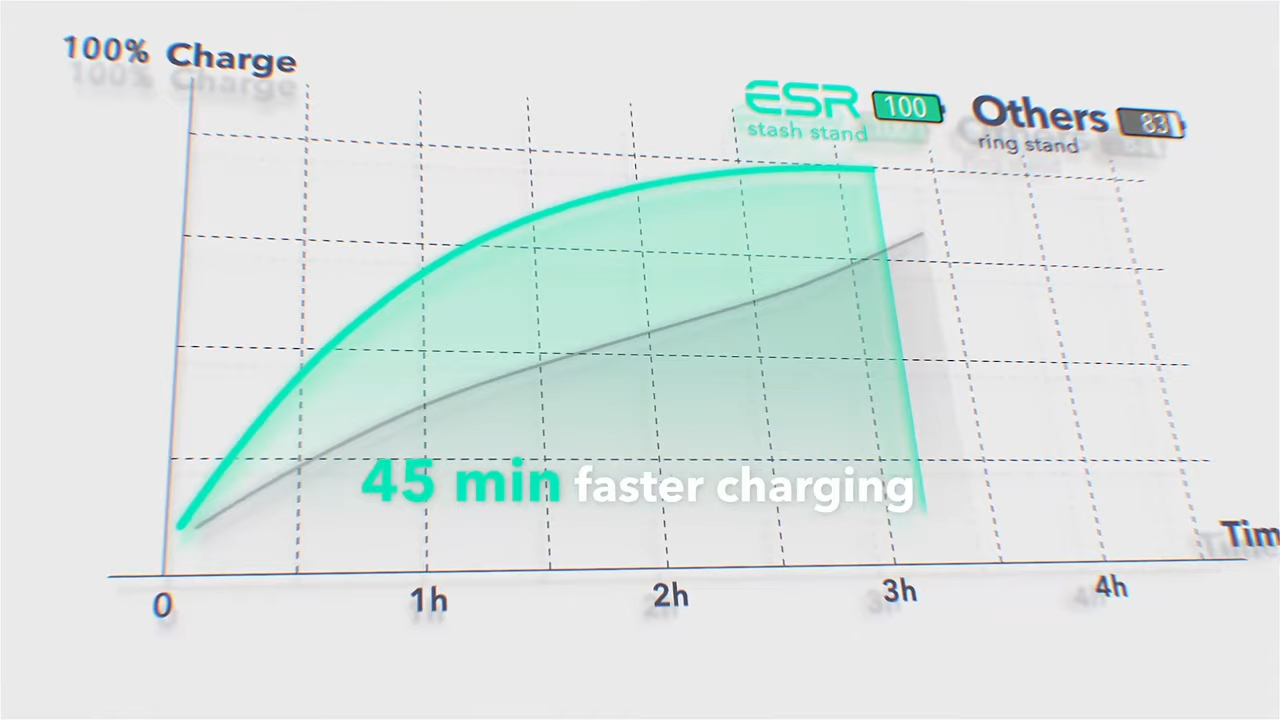 100% Charge
ESR 100
stash stand
Others 83
ring stand
45 min faster charging
Tim
0 1h 2h 3h 4h